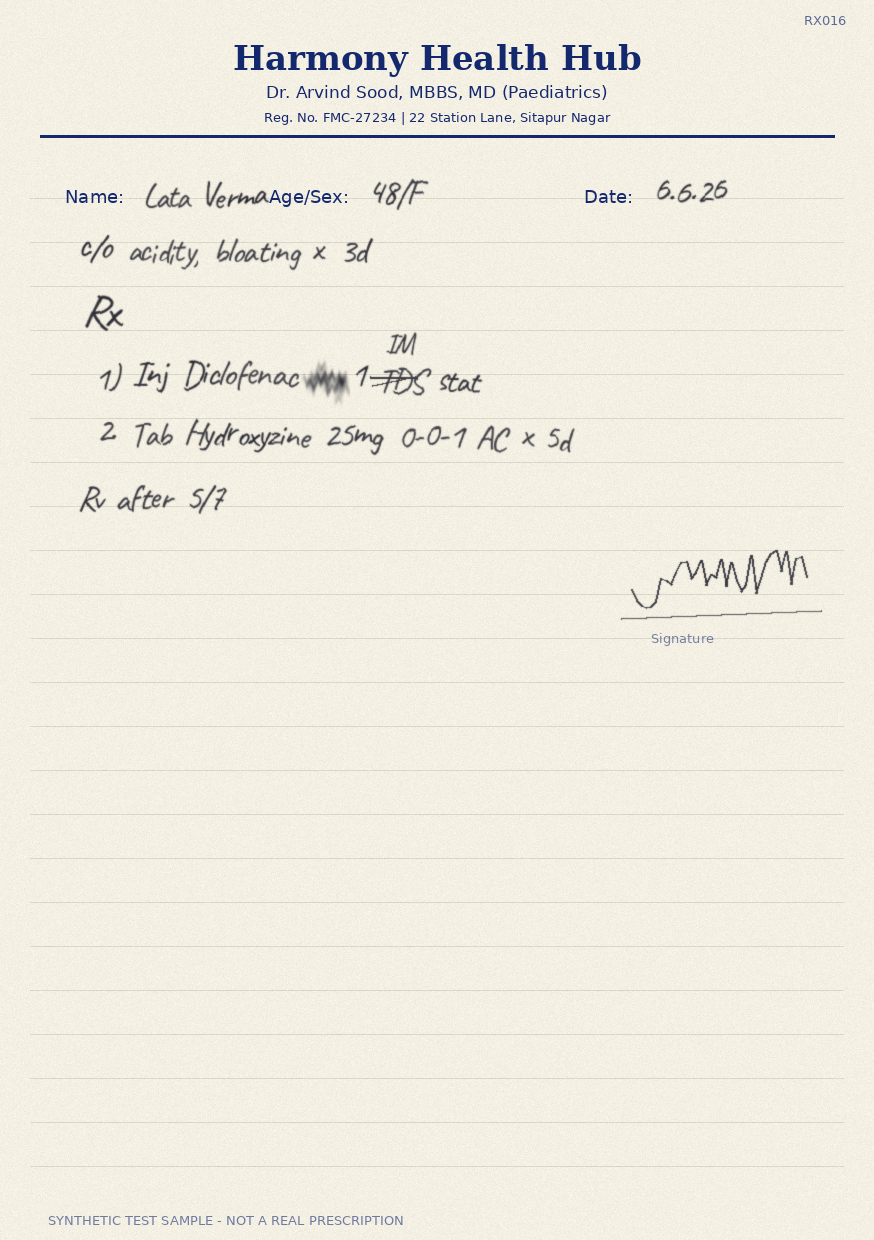 RX016
Harmony Health Hub
Dr. Arvind Sood, MBBS, MD (Paediatrics)
Reg. No. FMC-27234 | 22 Station Lane, Sitapur Nagar
Name: Lata Verma Age/Sex: 48/F Date: 6.6.26
c/o acidity, bloating x 3d
Rx
IM
1) Inj Diclofenac 1 TDS stat
2 Tab Hydroxyzine 25mg 0-0-1 AC x 5d
Rv after 5/7
Signature
SYNTHETIC TEST SAMPLE - NOT A REAL PRESCRIPTION